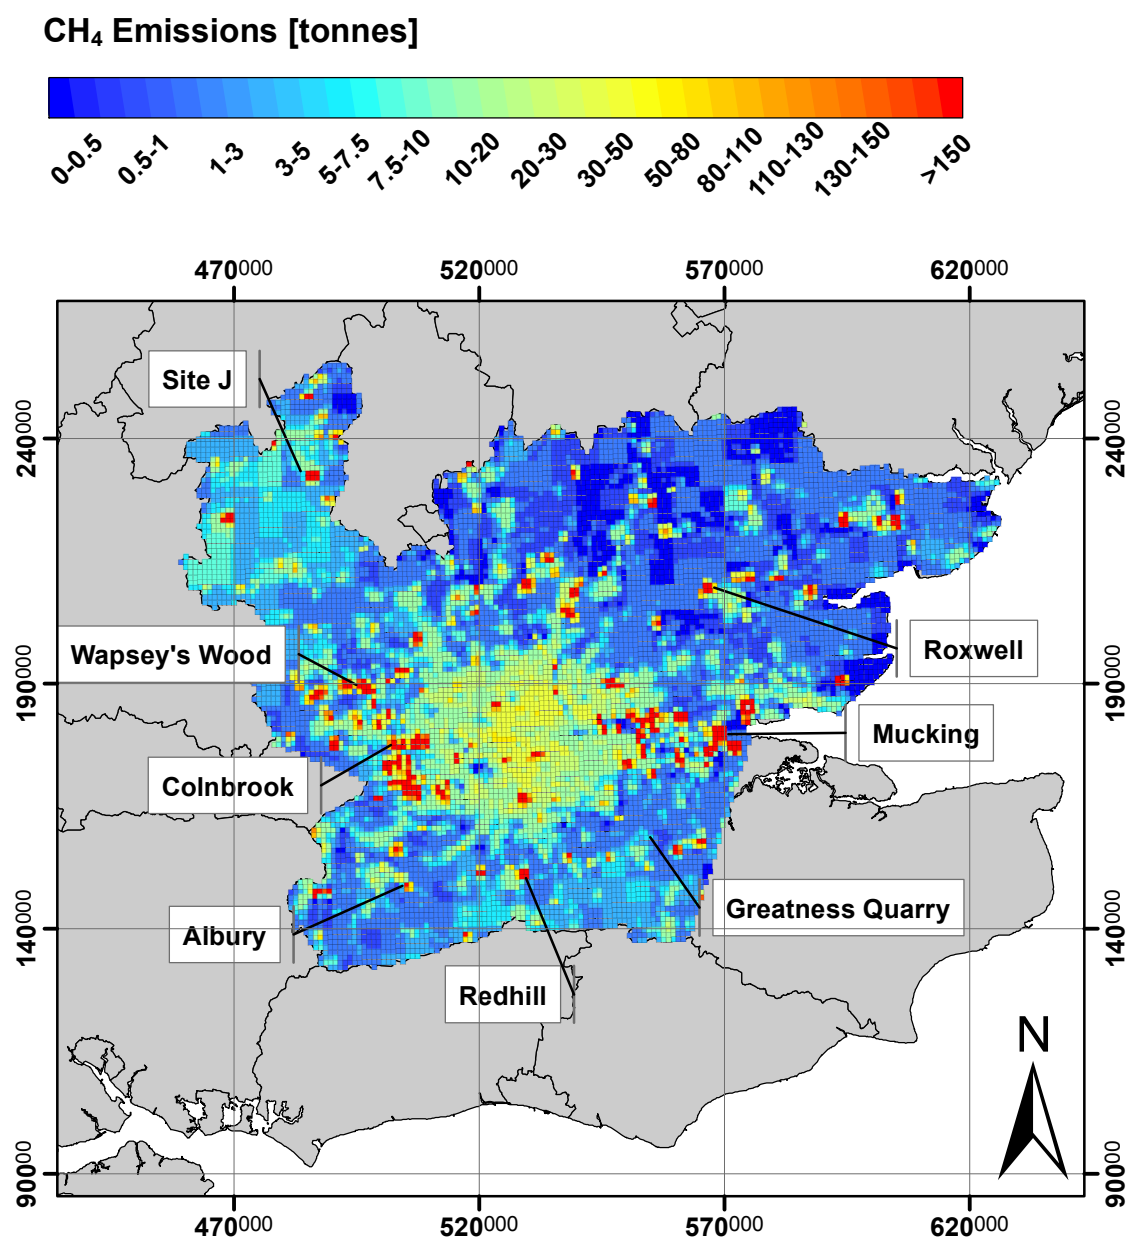 CH₄ Emissions [tonnes]
0-0.5 0.5-1 1-3 3-5 5-7.5 7.5-10 10-20 20-30 30-50 50-80 80-110 110-130 130-150 >150
470000 520000 570000 620000
Site J
240000 240000
Wapsey's Wood
Roxwell
190000 190000
Mucking
Colnbrook
Greatness Quarry
Albury
140000 140000
Redhill
N
90000 90000
470000 520000 570000 620000